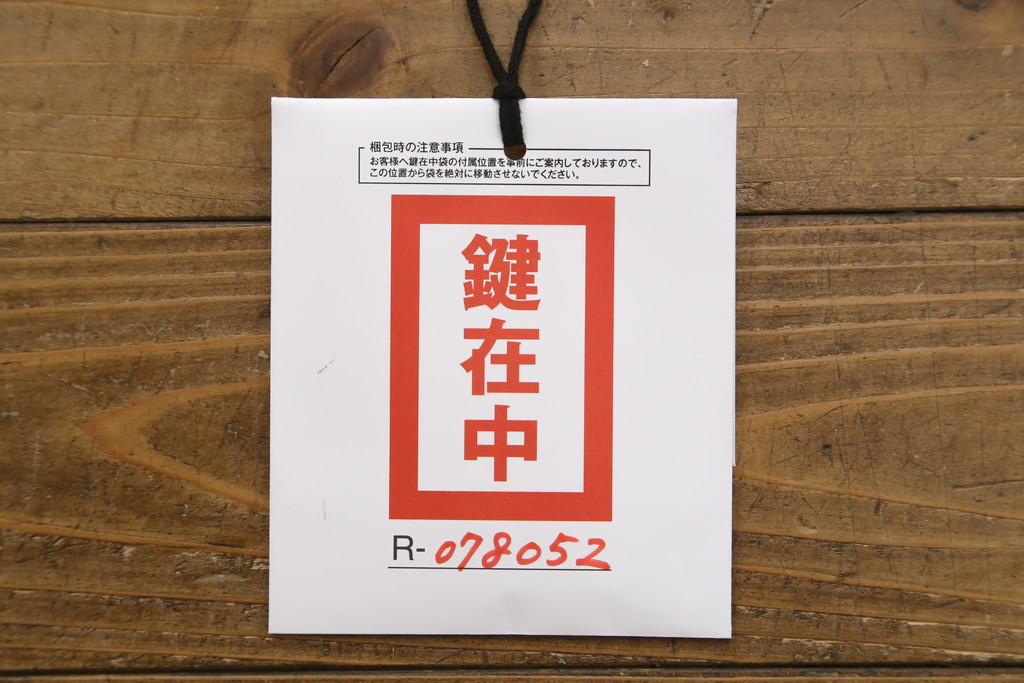 梱包時の注意事項
お客様へ鍵在中袋の付属位置を事前にご案内しておりますので、
この位置から袋を絶対に移動させないでください。
鍵在中
R-078052